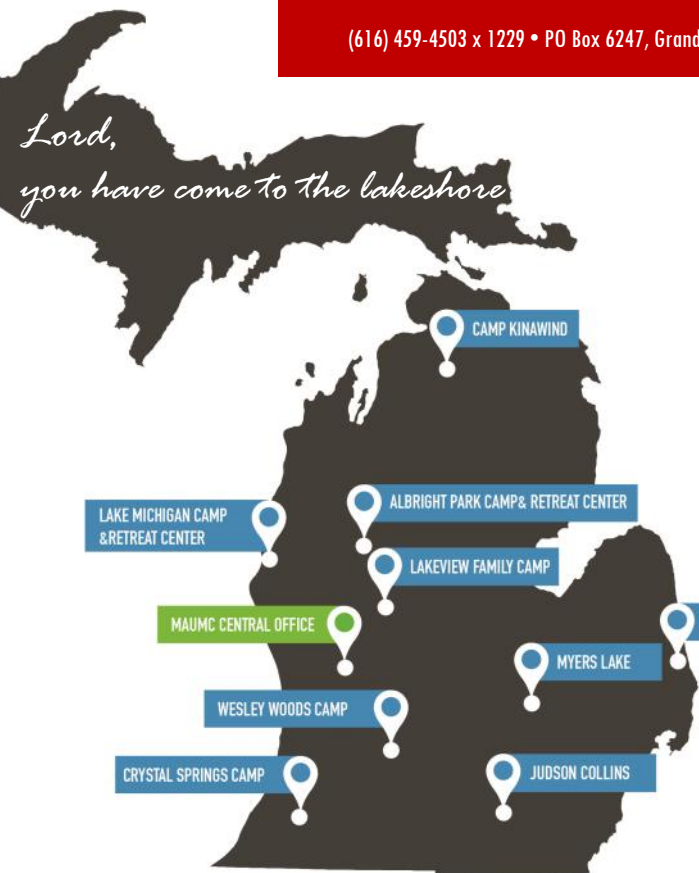 (616) 459-4503 x 1229 • PO Box 6247, Grand
Lord,
you have come to the lakeshore
CAMP KINAWIND
ALBRIGHT PARK CAMP& RETREAT CENTER
LAKE MICHIGAN CAMP
&RETREAT CENTER
LAKEVIEW FAMILY CAMP
MAUMC CENTRAL OFFICE
MYERS LAKE
WESLEY WOODS CAMP
CRYSTAL SPRINGS CAMP
JUDSON COLLINS